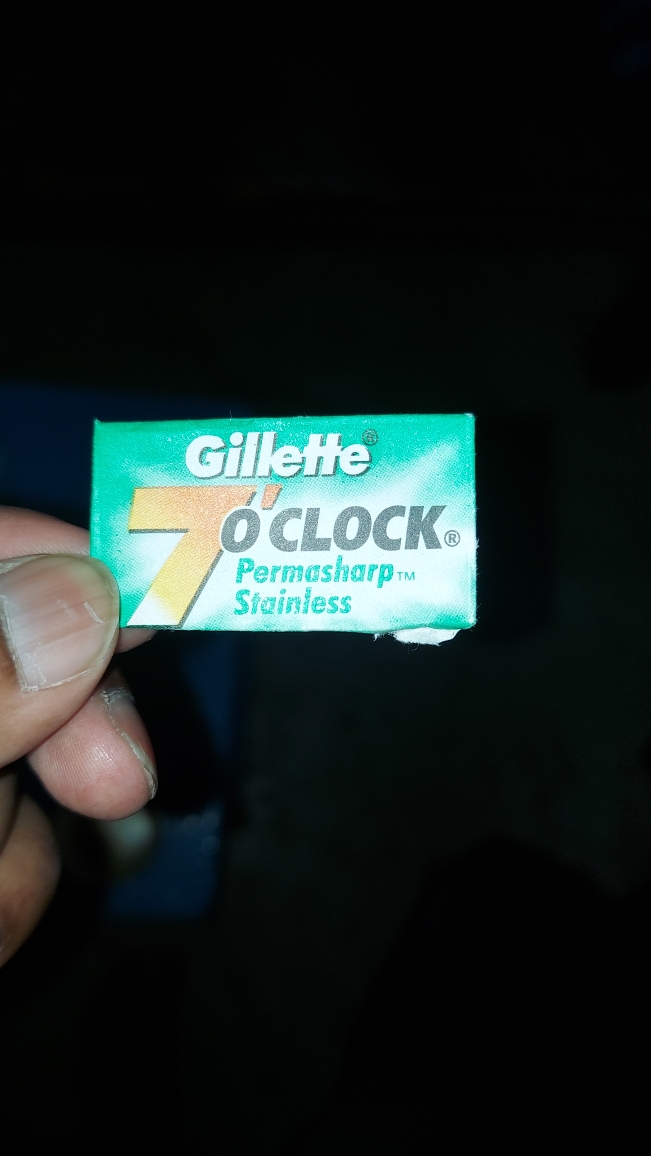 Gillette®
7 O'CLOCK®
Permasharp™
Stainless